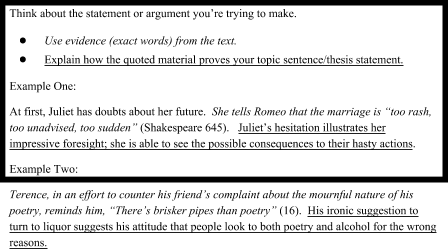 Think about the statement or argument you're trying to make.
● Use evidence (exact words) from the text.
● Explain how the quoted material proves your topic sentence/thesis statement.
Example One:
At first, Juliet has doubts about her future. She tells Romeo that the marriage is "too rash,
too unadvised, too sudden" (Shakespeare 645). Juliet's hesitation illustrates her
impressive foresight; she is able to see the possible consequences to their hasty actions.
Example Two:
Terence, in an effort to counter his friend's complaint about the mournful nature of his
poetry, reminds him, "There's brisker pipes than poetry" (16). His ironic suggestion to
turn to liquor suggests his attitude that people look to both poetry and alcohol for the wrong
reasons.